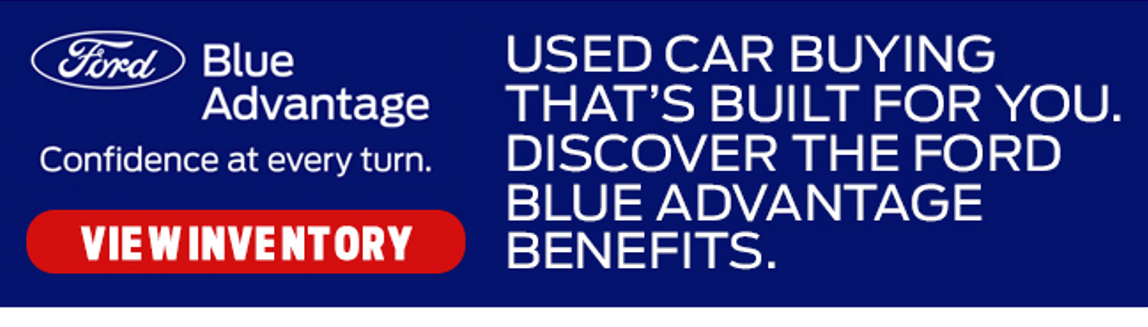 Ford
Blue
Advantage
Confidence at every turn.
VIEW INVENTORY
USED CAR BUYING
THAT'S BUILT FOR YOU.
DISCOVER THE FORD
BLUE ADVANTAGE
BENEFITS.